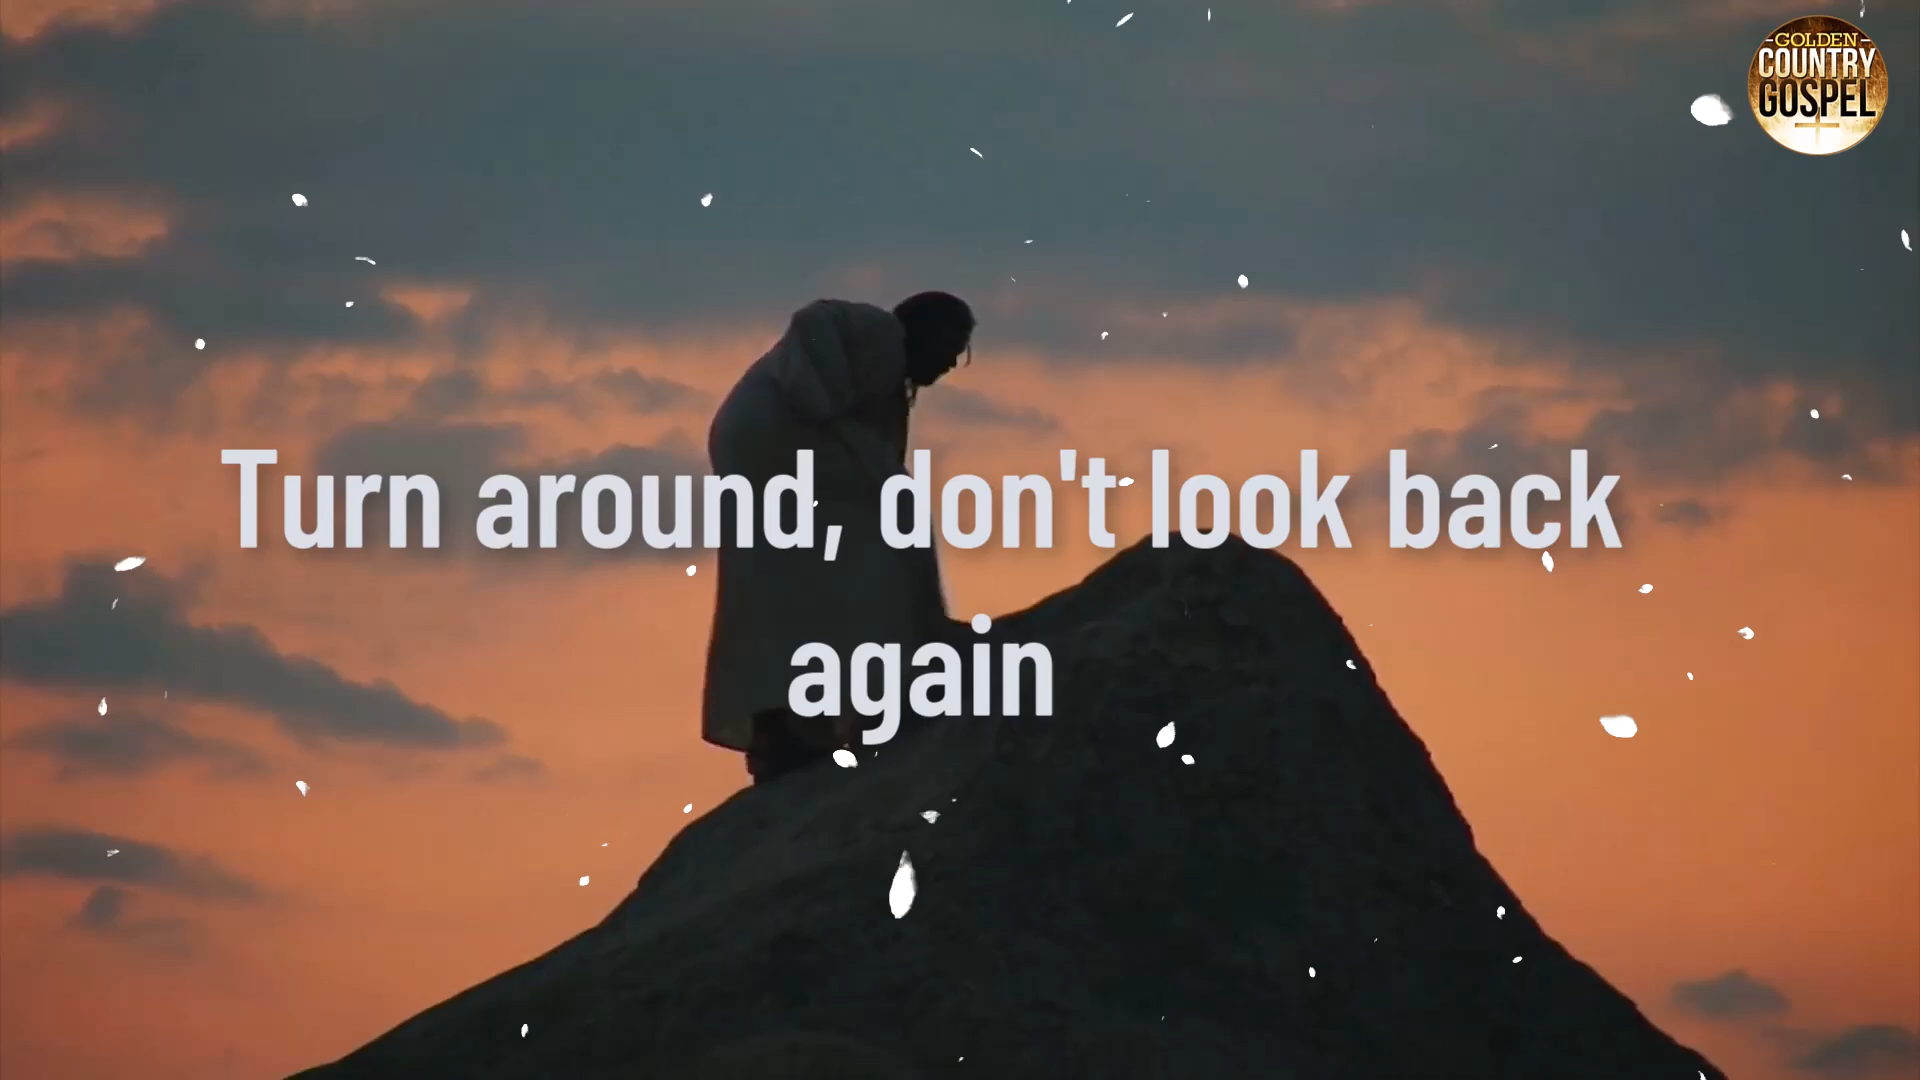 -GOLDEN-
COUNTRY
GOSPEL
Turn around, don't look back
again